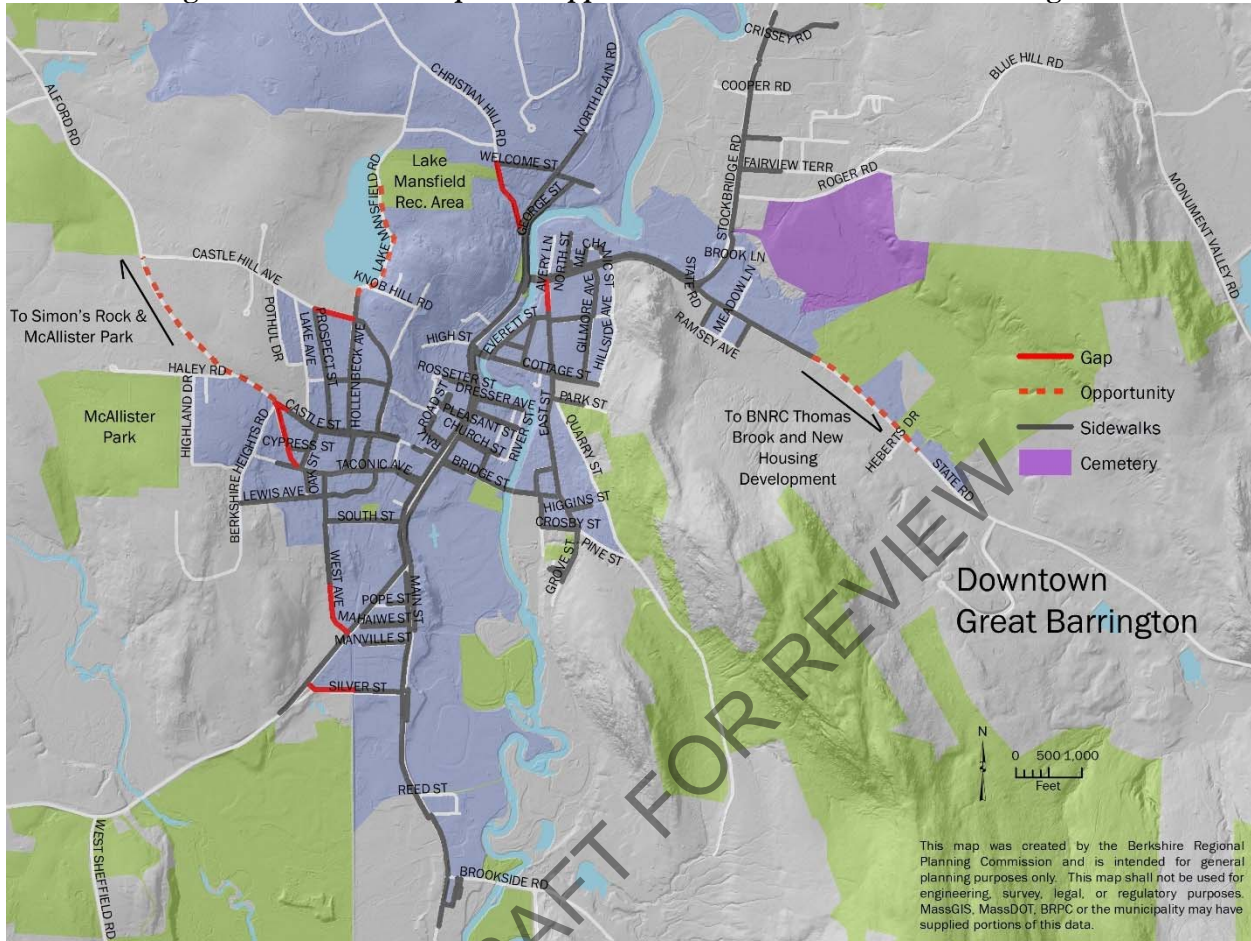 CRISSEY RD
COOPER RD
BLUE HILL RD
ALFORD RD
CHRISTIAN HILL RD
NORTH PLAIN RD
STOCKBRIDGE RD
WELCOME ST
FAIRVIEW TERR
ROGER RD
MONUMENT VALLEY RD
Lake
Mansfield
Rec. Area
LAKE MANSFIELD RD
GEORGE ST
CASTLE HILL AVE
KNOB HILL RD
AVERY LN
NORTH ST
MECHANIC ST
STATE RD
BROOK LN
MEADOW LN
RAMSEY AVE
To Simon's Rock &
McAllister Park
POTHUL DR
LAKE AVE
PROSPECT ST
HOLLENBECK AVE
HIGH ST
EVERETT ST
GILMORE AVE
HILLSIDE AVE
COTTAGE ST
HALEY RD
HIGHLAND DR
ROSSETER ST
DRESSER AVE
PARK ST
Gap
Opportunity
Sidewalks
Cemetery
McAllister
Park
BERKSHIRE HEIGHTS RD
CASTLE ST
CYPRESS ST
OAK ST
RAILROAD ST
PLEASANT ST
CHURCH ST
RIVER ST
EAST ST
QUARRY ST
To BNRC Thomas
Brook and New
Housing
Development
HEBERTS DR
STATE RD
TACONIC AVE
BRIDGE ST
LEWIS AVE
SOUTH ST
HIGGINS ST
CROSBY ST
PINE ST
GROVE ST
WEST AVE
MAIN ST
POPE ST
MAHAIWE ST
MANVILLE ST
SILVER ST
Downtown
Great Barrington
REED ST
BROOKSIDE RD
WEST SHEFFIELD RD
DRAFT FOR REVIEW
N
0 500 1,000
Feet
This map was created by the Berkshire Regional
Planning Commission and is intended for general
planning purposes only. This map shall not be used for
engineering, survey, legal, or regulatory purposes.
MassGIS, MassDOT, BRPC or the municipality may have
supplied portions of this data.